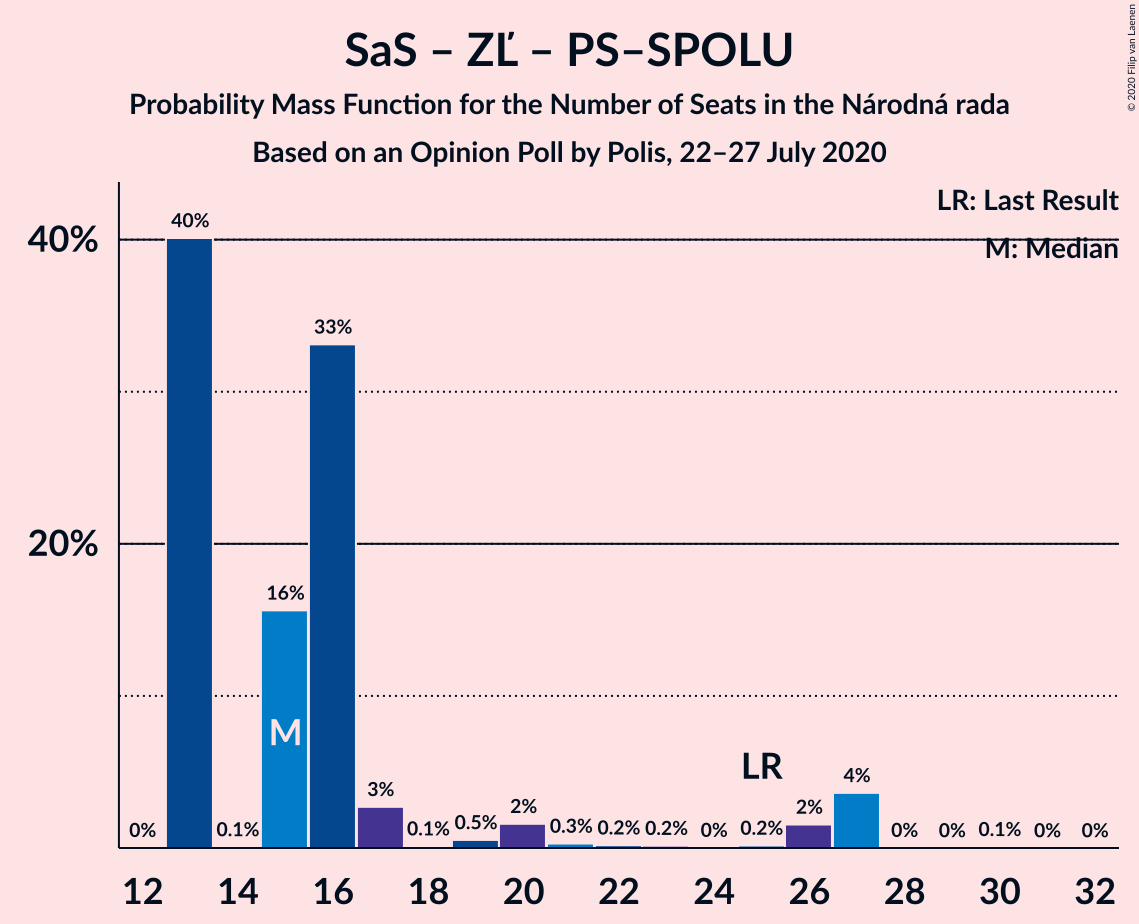 SaS – ZĽ – PS–SPOLU
Probability Mass Function for the Number of Seats in the Národná rada
Based on an Opinion Poll by Polis, 22–27 July 2020
© 2020 Filip van Laenen
LR: Last Result
M: Median
40%
20%
0%
40%
0.1%
16%
33%
3%
0.1%
0.5%
2%
0.3%
0.2%
0.2%
0%
0.2%
2%
4%
0%
0%
0.1%
0%
0%
M
LR
12 14 16 18 20 22 24 26 28 30 32